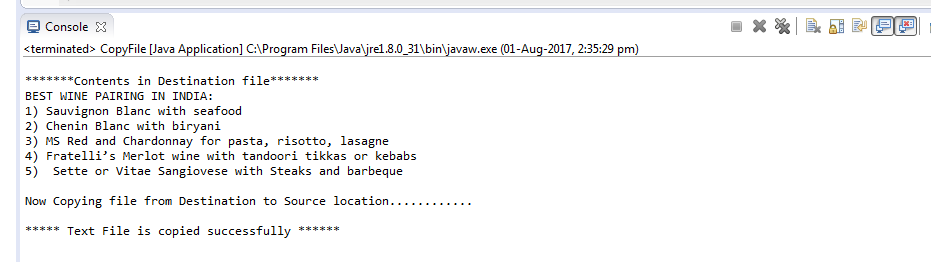 Console
<terminated> CopyFile [Java Application] C:\Program Files\Java\jre1.8.0_31\bin\javaw.exe (01-Aug-2017, 2:35:29 pm)
*******Contents in Destination file*******
BEST WINE PAIRING IN INDIA:
1) Sauvignon Blanc with seafood
2) Chenin Blanc with biryani
3) MS Red and Chardonnay for pasta, risotto, lasagne
4) Fratelli’s Merlot wine with tandoori tikkas or kebabs
5)  Sette or Vitae Sangiovese with Steaks and barbeque
Now Copying file from Destination to Source location............
***** Text File is copied successfully ******